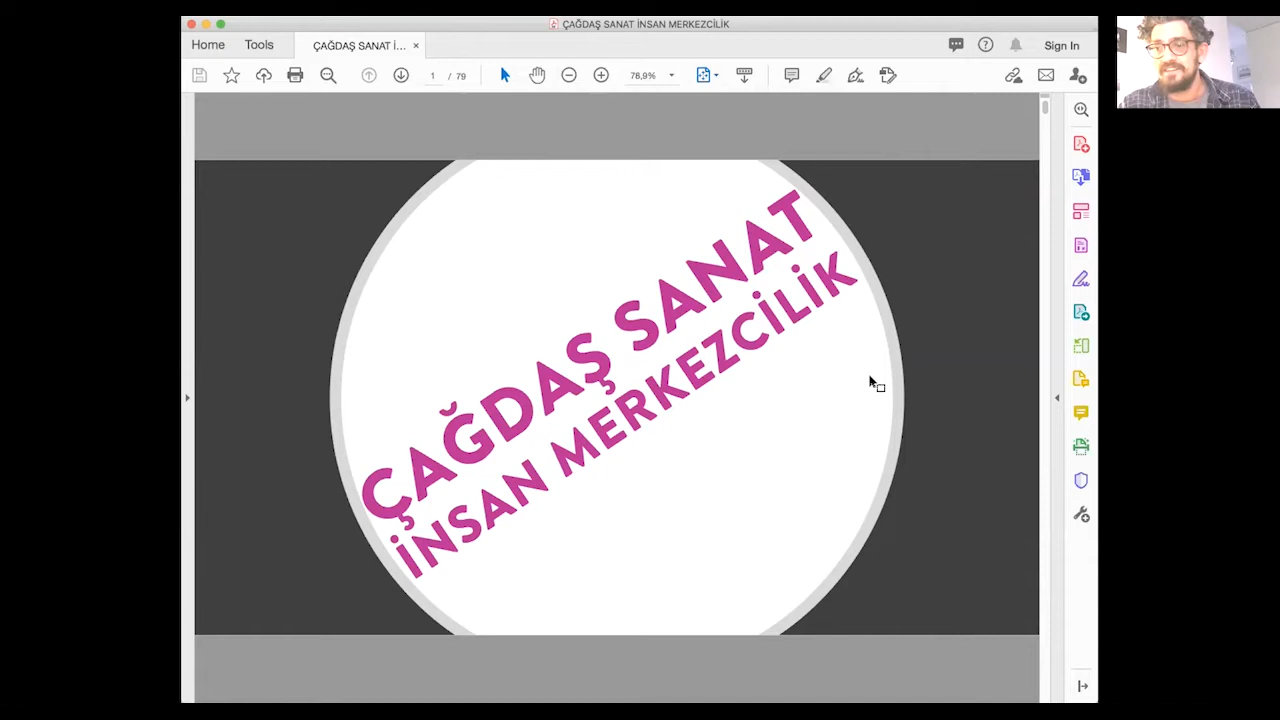 ÇAĞDAŞ SANAT İNSAN MERKEZCİLİK
Home
Tools
ÇAĞDAŞ SANAT İ...
×
Sign In
1 / 79
78,9%
ÇAĞDAŞ SANAT
İNSAN MERKEZCİLİK